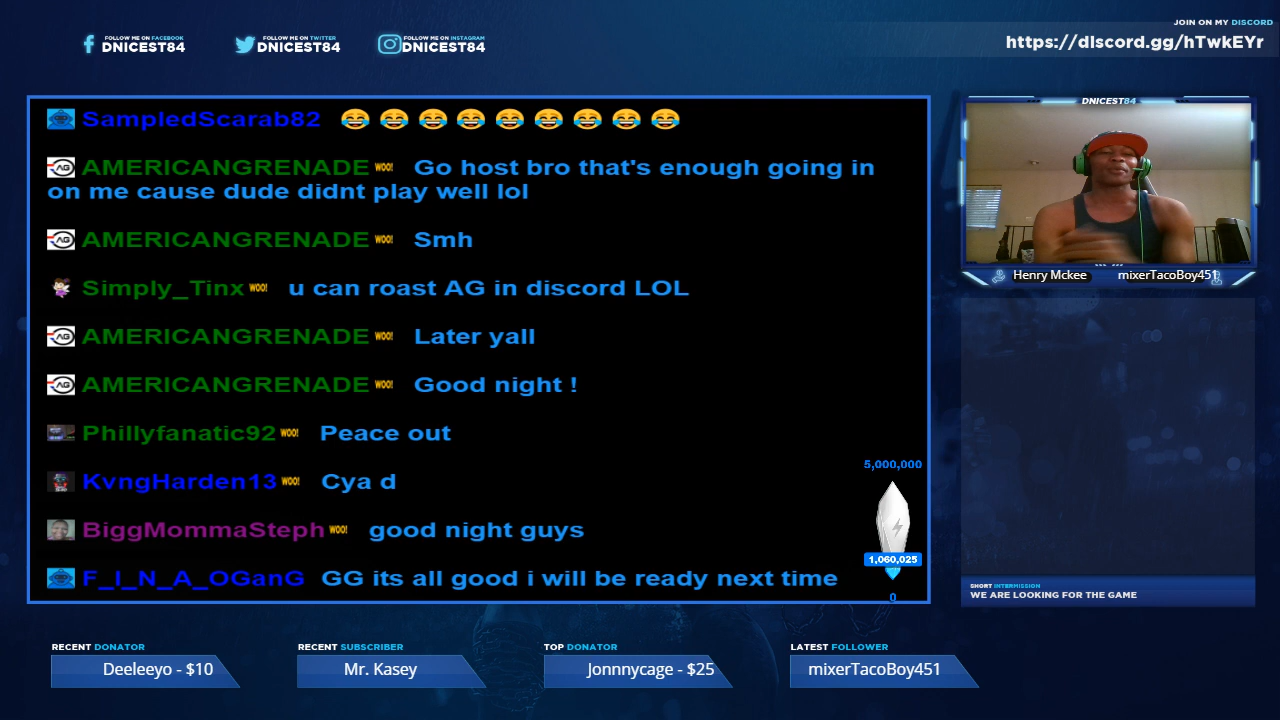 FOLLOW ME ON FACEBOOK
DNICEST84
FOLLOW ME ON TWITTER
DNICEST84
FOLLOW ME ON INSTAGRAM
DNICEST84
JOIN ON MY DISCORD
https://discord.gg/hTwkEYr
SampledScarab82 😂 😂 😂 😂 😂 😂 😂 😂 😂
AMERICANGRENADE WOO! Go host bro that's enough going in
on me cause dude didnt play well lol
AMERICANGRENADE WOO! Smh
Simply_Tinx WOO! u can roast AG in discord LOL
AMERICANGRENADE WOO! Later yall
AMERICANGRENADE WOO! Good night !
Phillyfanatic92 WOO! Peace out
KvngHarden13 WOO! Cya d
BiggMommaSteph WOO! good night guys
F_I_N_A_OGanG GG its all good i will be ready next time
5,000,000
1,060,025
0
DNICEST84
Henry Mckee mixerTacoBoy451
SHORT INTERMISSION
WE ARE LOOKING FOR THE GAME
RECENT DONATOR
Deeleeyo - $10
RECENT SUBSCRIBER
Mr. Kasey
TOP DONATOR
Jonnnycage - $25
LATEST FOLLOWER
mixerTacoBoy451